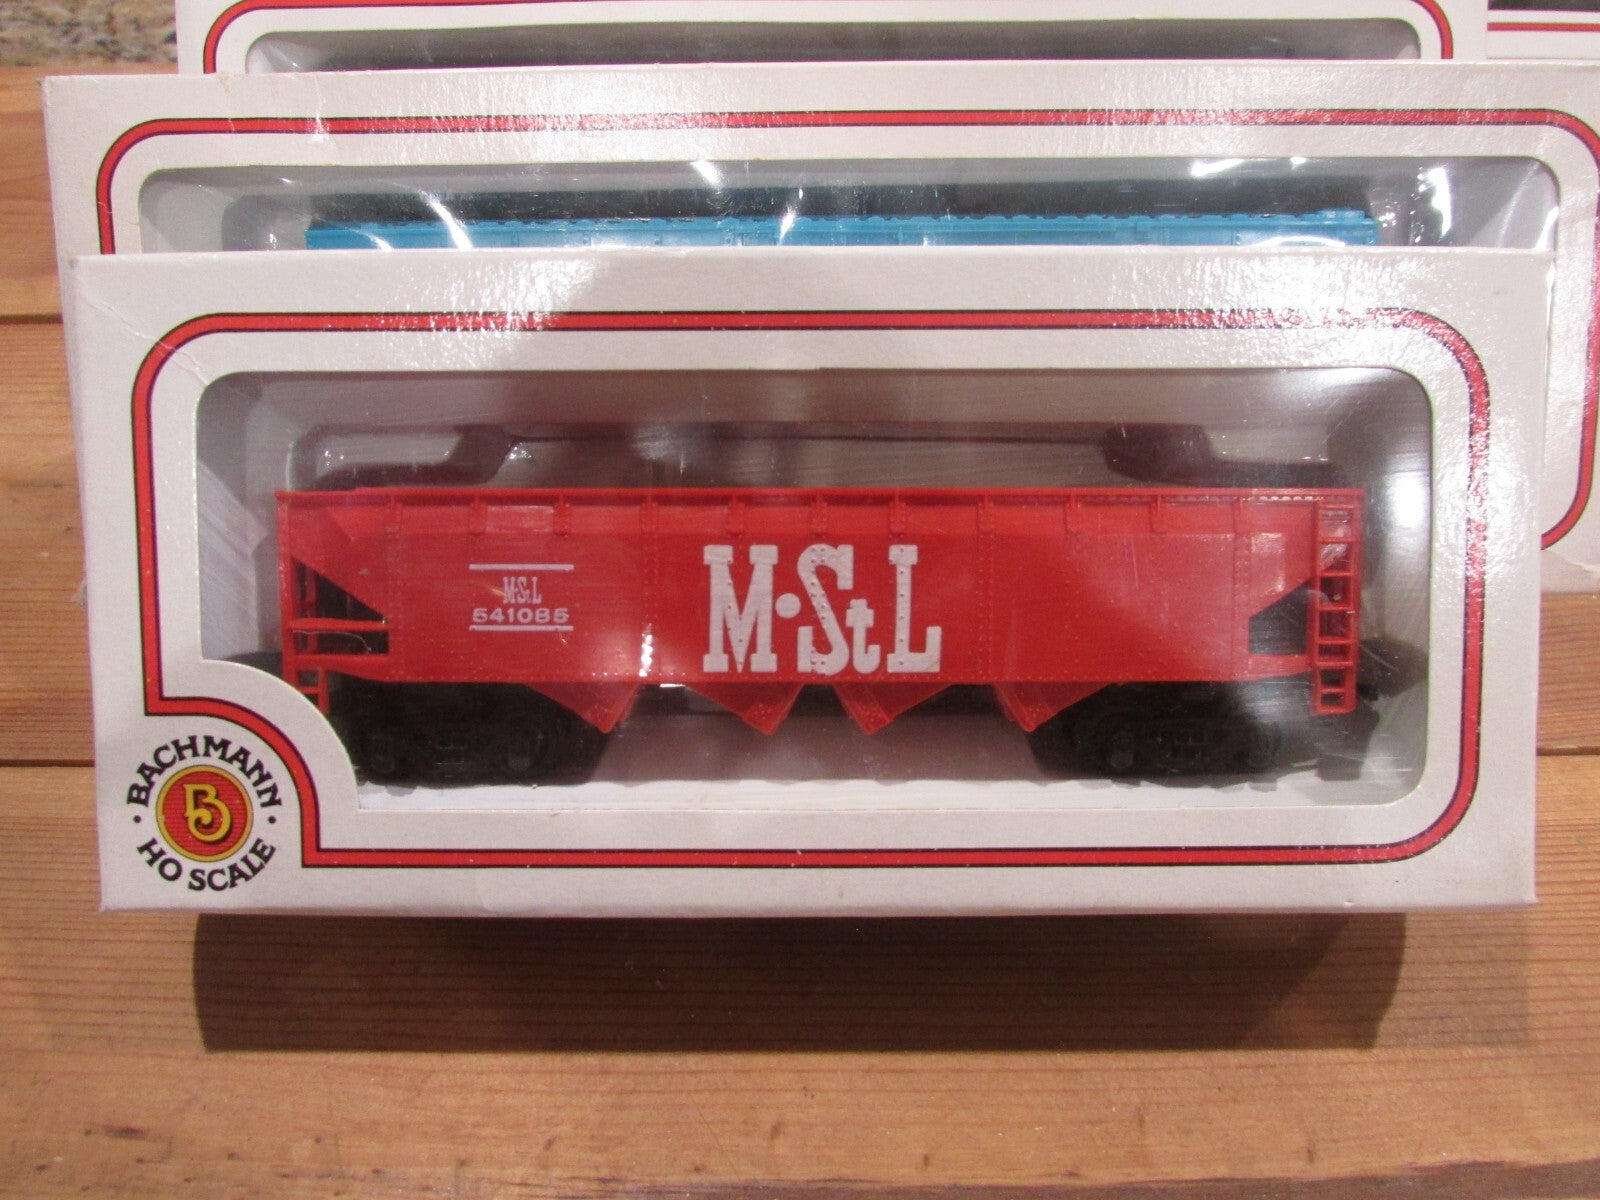 M&StL
541085
M·StL
BACHMANN
B
HO SCALE